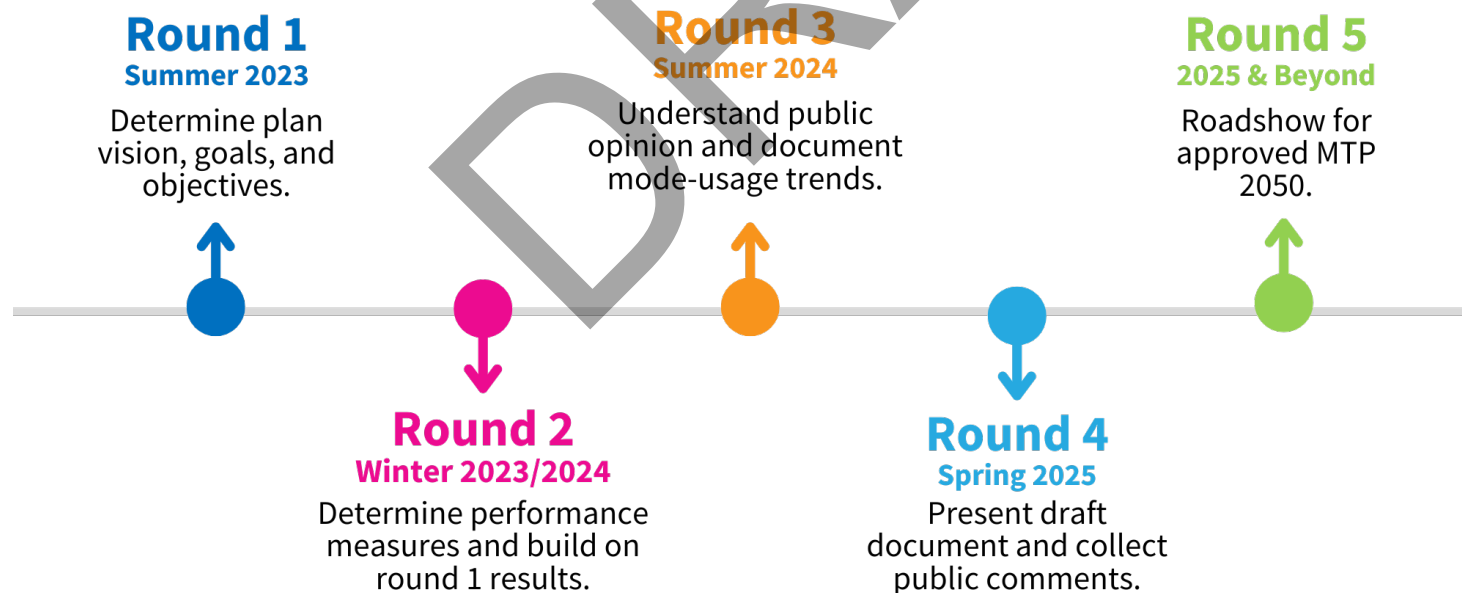 Round 1
Summer 2023
Determine plan
vision, goals, and
objectives.
Round 2
Winter 2023/2024
Determine performance
measures and build on
round 1 results.
Round 3
Summer 2024
Understand public
opinion and document
mode-usage trends.
Round 4
Spring 2025
Present draft
document and collect
public comments.
Round 5
2025 & Beyond
Roadshow for
approved MTP
2050.